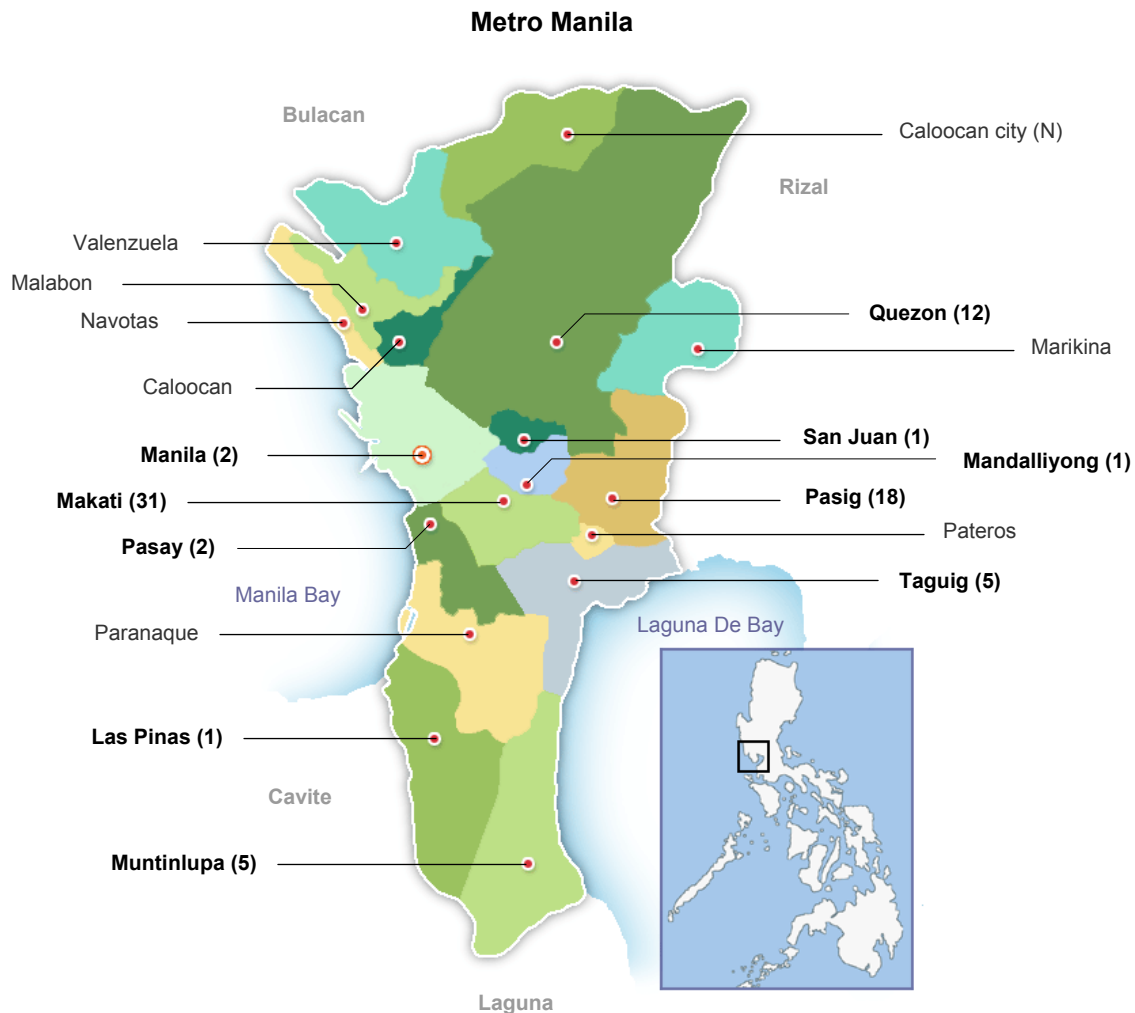 Metro Manila
Bulacan
Caloocan city (N)
Rizal
Valenzuela
Malabon
Navotas
Quezon (12)
Marikina
Caloocan
San Juan (1)
Manila (2)
Mandalliyong (1)
Makati (31)
Pasig (18)
Pateros
Pasay (2)
Taguig (5)
Manila Bay
Laguna De Bay
Paranaque
Las Pinas (1)
Cavite
Muntinlupa (5)
Laguna